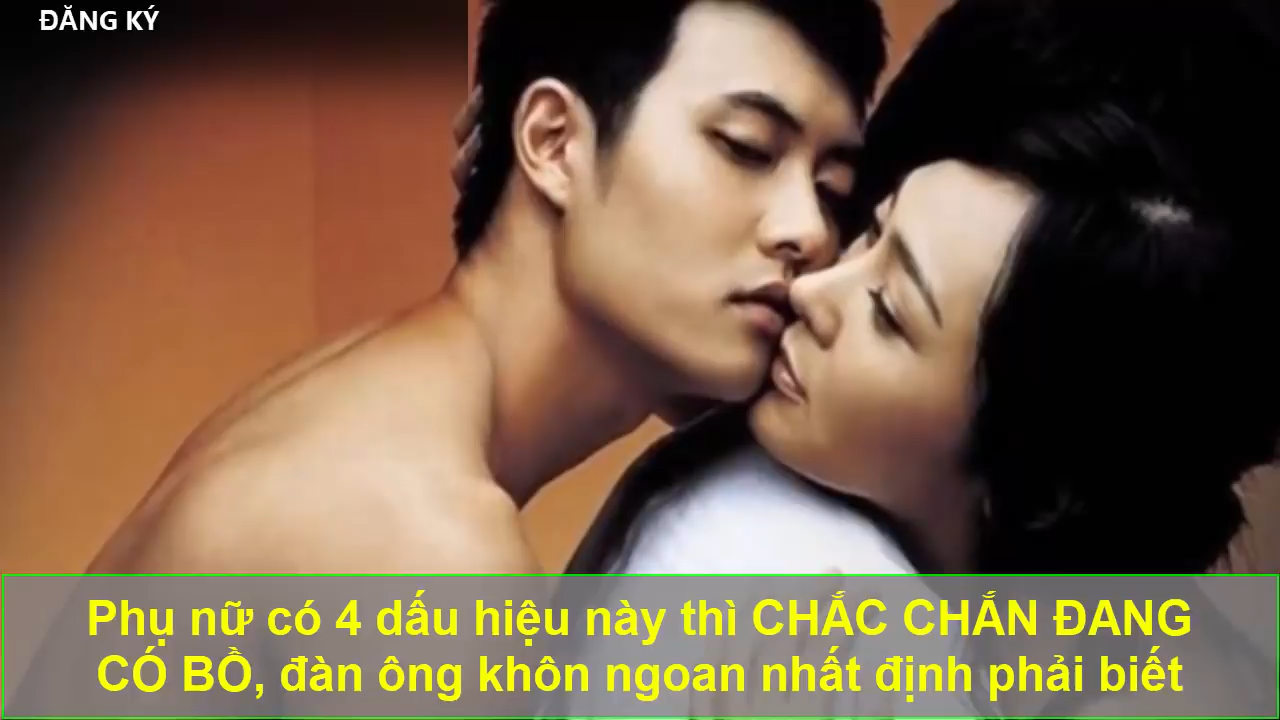 ĐĂNG KÝ
Phụ nữ có 4 dấu hiệu này thì CHẮC CHẮN ĐANG
CÓ BỒ, đàn ông khôn ngoan nhất định phải biết